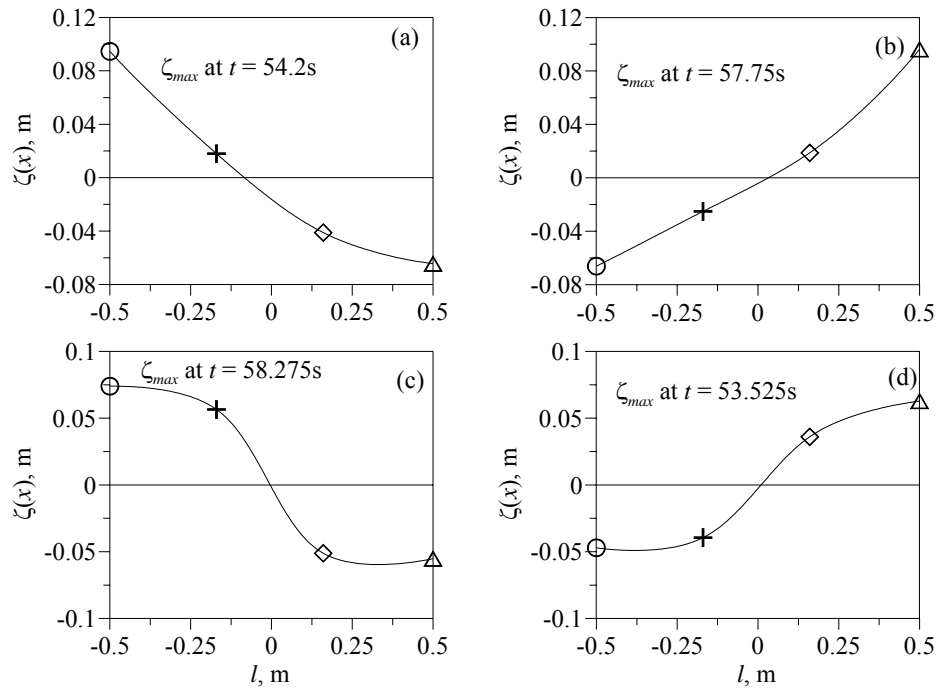 0.12
0.08
0.04
0
-0.04
-0.08
ζ(x), m
(a)
ζmax at t = 54.2s
-0.5 -0.25 0 0.25 0.5
0.12
0.08
0.04
0
-0.04
-0.08
ζ(x), m
(b)
ζmax at t = 57.75s
-0.5 -0.25 0 0.25 0.5
0.1
0.05
0
-0.05
-0.1
ζ(x), m
ζmax at t = 58.275s
(c)
-0.5 -0.25 0 0.25 0.5
l, m
0.1
0.05
0
-0.05
-0.1
ζ(x), m
(d)
ζmax at t = 53.525s
-0.5 -0.25 0 0.25 0.5
l, m